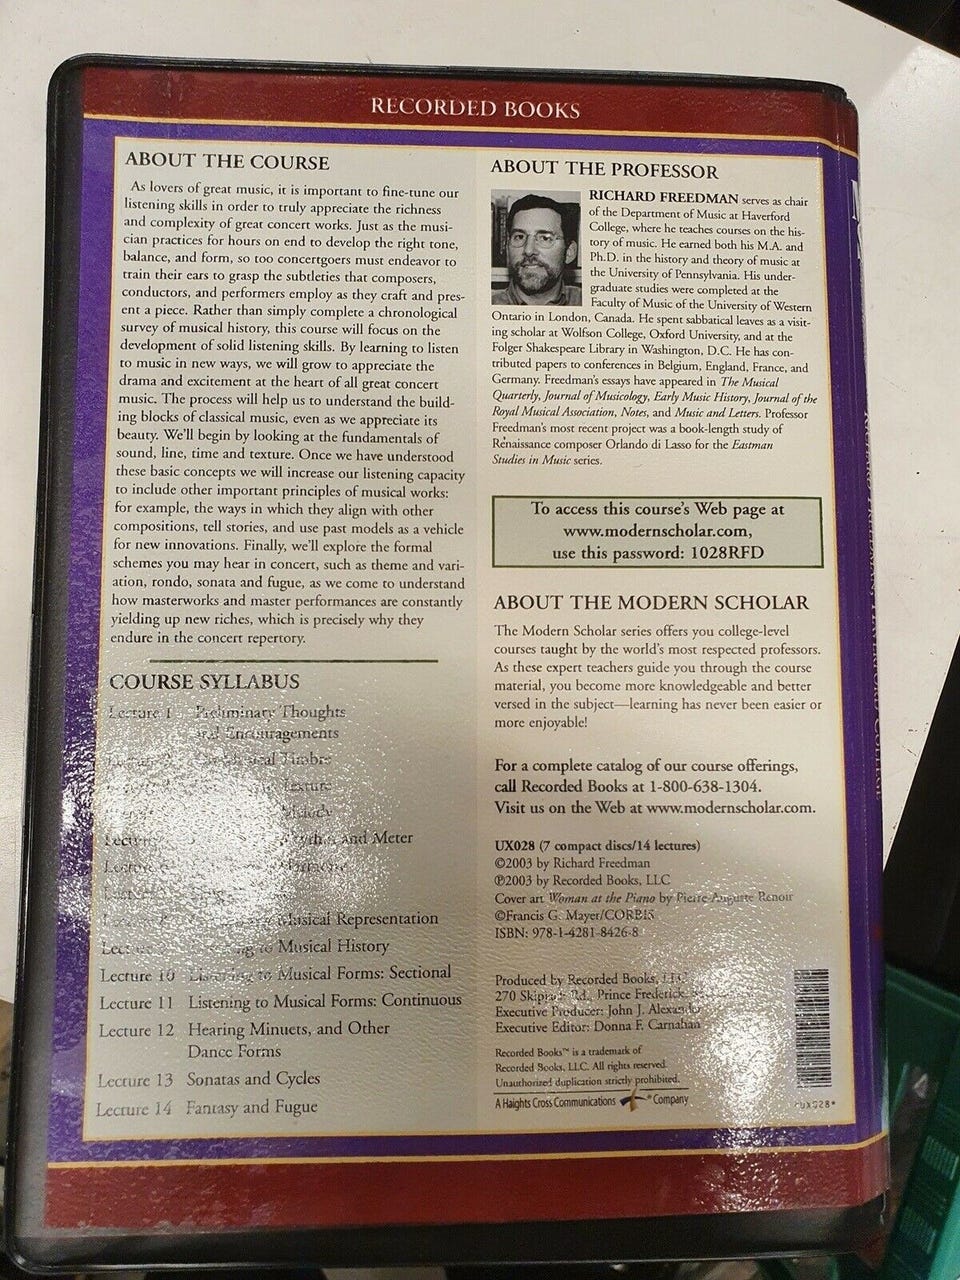 RECORDED BOOKS
ABOUT THE COURSE
As lovers of great music, it is important to fine-tune our
listening skills in order to truly appreciate the richness
and complexity of great concert works. Just as the musi-
cian practices for hours on end to develop the right tone,
balance, and form, so too concertgoers must endeavor to
train their ears to grasp the subtleties that composers,
conductors, and performers employ as they craft and pres-
ent a piece. Rather than simply complete a chronological
survey of musical history, this course will focus on the
development of solid listening skills. By learning to listen
to music in new ways, we will grow to appreciate the
drama and excitement at the heart of all great concert
music. The process will help us to understand the build-
ing blocks of classical music, even as we appreciate its
beauty. We'll begin by looking at the fundamentals of
sound, line, time and texture. Once we have understood
these basic concepts we will increase our listening capacity
to include other important principles of musical works:
for example, the ways in which they align with other
compositions, tell stories, and use past models as a vehicle
for new innovations. Finally, we'll explore the formal
schemes you may hear in concert, such as theme and vari-
ation, rondo, sonata and fugue, as we come to understand
how masterworks and master performances are constantly
yielding up new riches, which is precisely why they
endure in the concert repertory.
COURSE SYLLABUS
Lecture 1 Preliminary Thoughts
and Encouragements
Musical Timbre
Texture
Melody
Lecture Rhythm and Meter
Harmony
Musical Representation
Lecture Listening to Musical History
Lecture 10 Listening to Musical Forms: Sectional
Lecture 11 Listening to Musical Forms: Continuous
Lecture 12 Hearing Minuets, and Other
Dance Forms
Lecture 13 Sonatas and Cycles
Lecture 14 Fantasy and Fugue
ABOUT THE PROFESSOR
RICHARD FREEDMAN serves as chair
of the Department of Music at Haverford
College, where he teaches courses on the his-
tory of music. He earned both his M.A. and
Ph.D. in the history and theory of music at
the University of Pennsylvania. His under-
graduate studies were completed at the
Faculty of Music of the University of Western
Ontario in London, Canada. He spent sabbatical leaves as a visit-
ing scholar at Wolfson College, Oxford University, and at the
Folger Shakespeare Library in Washington, D.C. He has con-
tributed papers to conferences in Belgium, England, France, and
Germany. Freedman's essays have appeared in The Musical
Quarterly, Journal of Musicology, Early Music History, Journal of the
Royal Musical Association, Notes, and Music and Letters. Professor
Freedman's most recent project was a book-length study of
Renaissance composer Orlando di Lasso for the Eastman
Studies in Music series.
To access this course's Web page at
www.modernscholar.com,
use this password: 1028RFD
ABOUT THE MODERN SCHOLAR
The Modern Scholar series offers you college-level
courses taught by the world's most respected professors.
As these expert teachers guide you through the course
material, you become more knowledgeable and better
versed in the subject—learning has never been easier or
more enjoyable!
For a complete catalog of our course offerings,
call Recorded Books at 1-800-638-1304.
Visit us on the Web at www.modernscholar.com.
UX028 (7 compact discs/14 lectures)
©2003 by Richard Freedman
℗2003 by Recorded Books, LLC
Cover art Woman at the Piano by Pierre-Auguste Renoir
©Francis G. Mayer/CORBIS
ISBN: 978-1-4281-8426-8
Produced by Recorded Books, LLC
270 Skipjack Rd., Prince Frederick
Executive Producer: John J. Alexander
Executive Editor: Donna F. Carnahan
Recorded Books™ is a trademark of
Recorded Books, LLC. All rights reserved.
Unauthorized duplication strictly prohibited.
A Haights Cross Communications ® Company
*UX028*